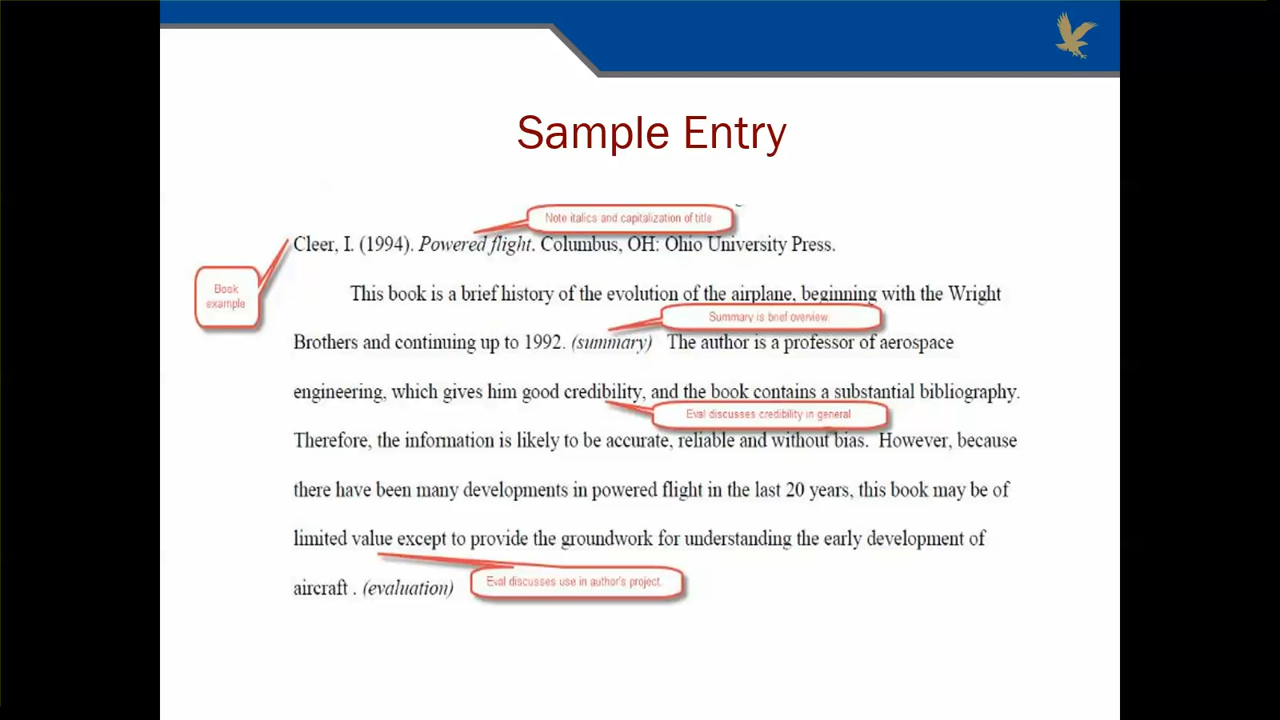 Sample Entry
Note italics and capitalization of title
Cleer, I. (1994). Powered flight. Columbus, OH: Ohio University Press.
Book
example
This book is a brief history of the evolution of the airplane, beginning with the Wright
Summary is brief overview.
Brothers and continuing up to 1992. (summary) The author is a professor of aerospace
engineering, which gives him good credibility, and the book contains a substantial bibliography.
Eval discusses credibility in general
Therefore, the information is likely to be accurate, reliable and without bias. However, because
there have been many developments in powered flight in the last 20 years, this book may be of
limited value except to provide the groundwork for understanding the early development of
Eval discusses use in author's project.
aircraft . (evaluation)